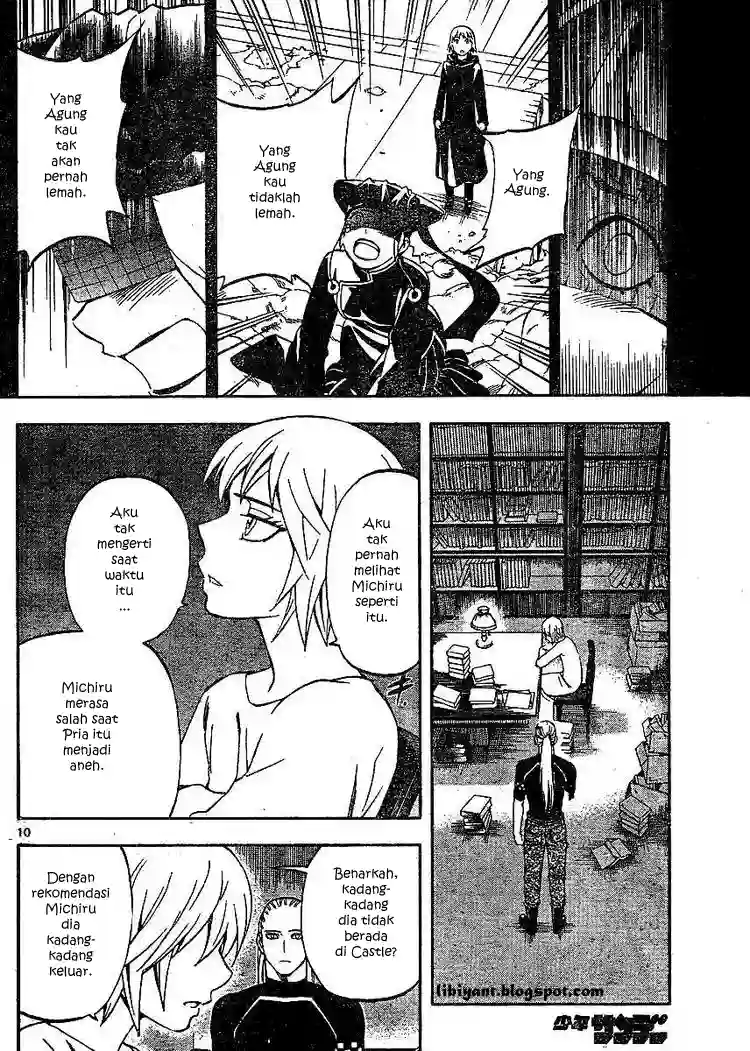 Yang
Agung.
Yang
Agung
kau
tidaklah
lemah.
Yang
Agung
kau
tak
akan
pernah
lemah.
Aku
tak
pernah
melihat
Michiru
seperti
itu.
Aku
tak
mengerti
saat
waktu
itu
...
Michiru
merasa
salah saat
Pria itu
menjadi
aneh.
10
Benarkah,
kadang-
kadang
dia tidak
berada
di Castle?
Dengan
rekomendasi
Michiru
dia
kadang-
kadang
keluar.
libiyant.blogspot.com